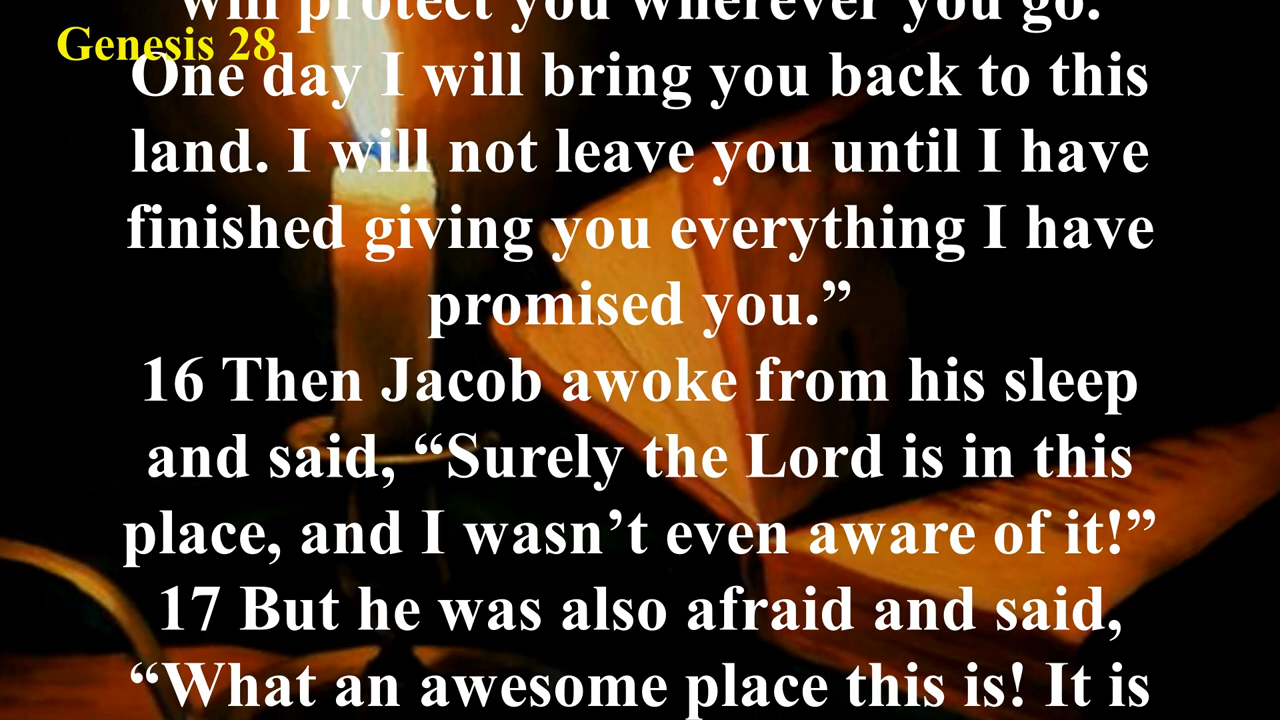 will protect you wherever you go.
Genesis 28
One day I will bring you back to this
land. I will not leave you until I have
finished giving you everything I have
promised you.”
16 Then Jacob awoke from his sleep
and said, “Surely the Lord is in this
place, and I wasn’t even aware of it!”
17 But he was also afraid and said,
“What an awesome place this is! It is